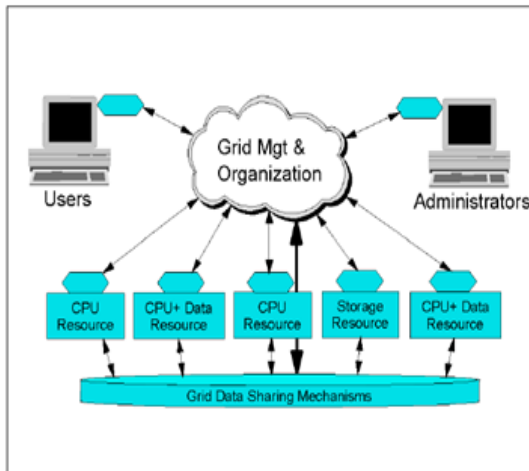 Grid Mgt &
Organization
Users
Administrators
CPU
Resource
CPU+ Data
Resource
CPU
Resource
Storage
Resource
CPU+ Data
Resource
Grid Data Sharing Mechanisms